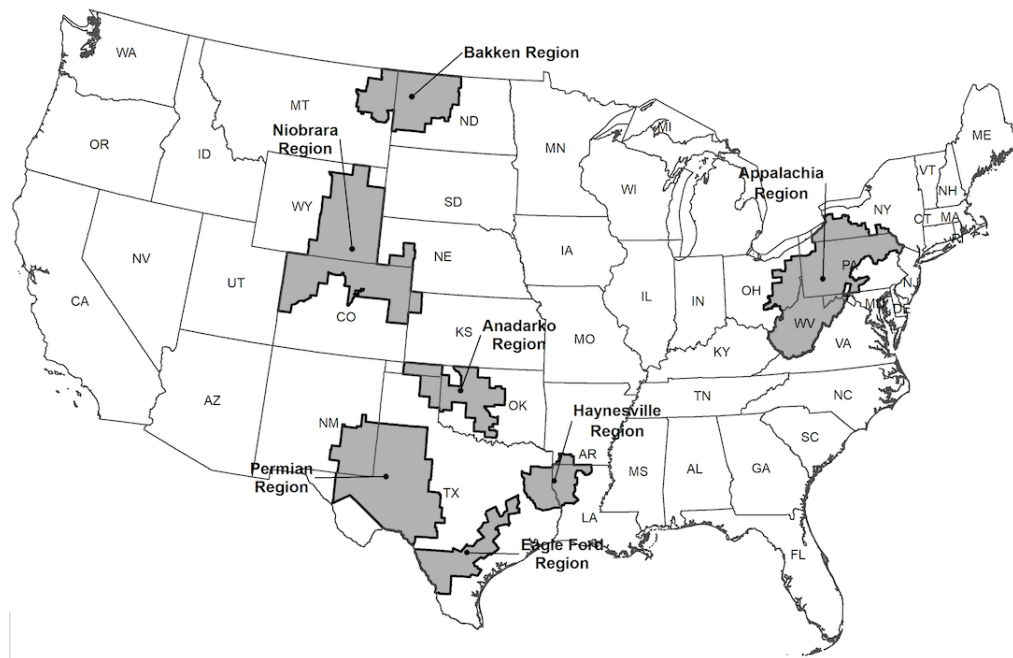 WA
Bakken Region
MT
ND
ME
Niobrara
Region
OR
ID
MN
MI
VT
NH
WI
Appalachia
Region
WY
SD
NY
CT
MA
RI
NV
NE
IA
PA
UT
OH
NJ
CA
IL
IN
MD
DE
CO
WV
KS
Anadarko
Region
MO
VA
KY
AZ
OK
TN
NC
NM
Haynesville
Region
SC
AR
Permian
Region
MS
AL
GA
TX
LA
Eagle Ford
Region
FL